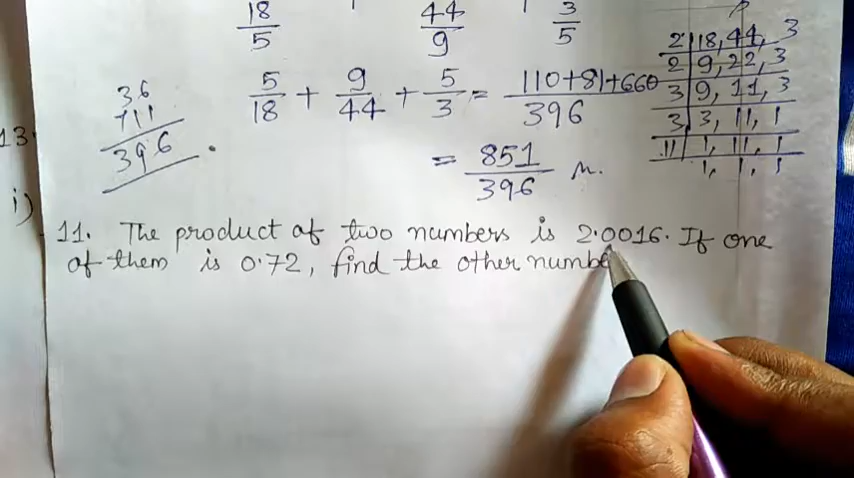 18/5 44/9 3/5
5/18 + 9/44 + 5/3 = 110+81+660/396
= 851/396 m.
36
111
396
2 | 18, 44, 3
2 | 9, 22, 3
3 | 9, 11, 3
3 | 3, 11, 1
11 | 1, 11, 1
1, 1, 1
13
i)
11. The product of two numbers is 2.0016. If one
of them is 0.72, find the other numbe